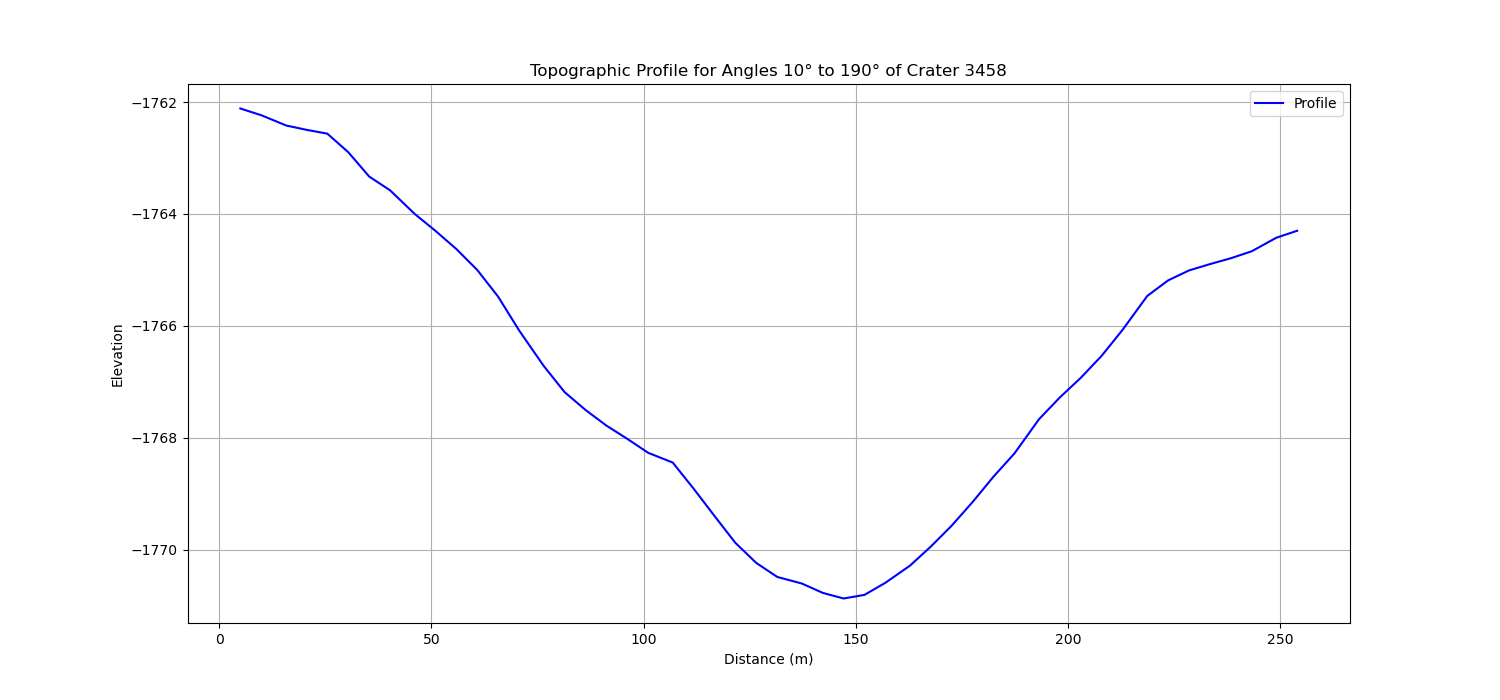 Topographic Profile for Angles 10° to 190° of Crater 3458
Profile
Elevation
−1762
−1764
−1766
−1768
−1770
0 50 100 150 200 250
Distance (m)